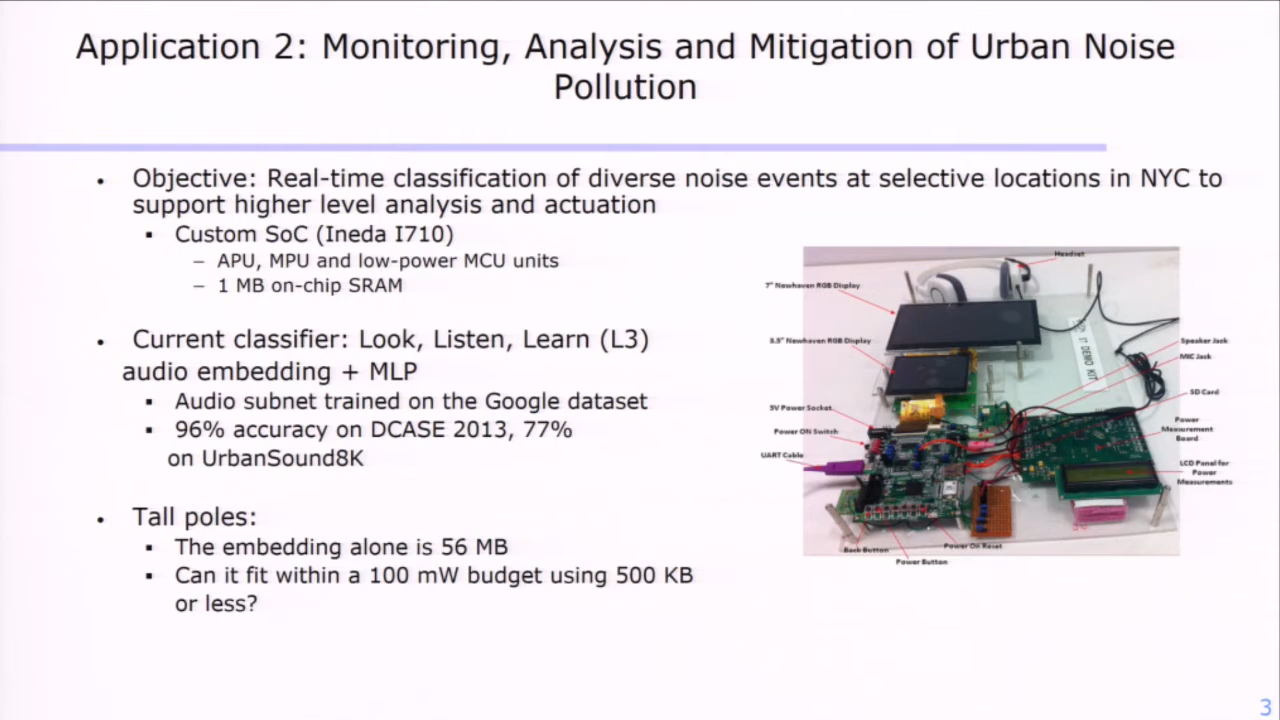 Application 2: Monitoring, Analysis and Mitigation of Urban Noise
Pollution
• Objective: Real-time classification of diverse noise events at selective locations in NYC to
support higher level analysis and actuation
▪ Custom SoC (Ineda I710)
– APU, MPU and low-power MCU units
– 1 MB on-chip SRAM
• Current classifier: Look, Listen, Learn (L3)
audio embedding + MLP
▪ Audio subnet trained on the Google dataset
▪ 96% accuracy on DCASE 2013, 77%
on UrbanSound8K
• Tall poles:
▪ The embedding alone is 56 MB
▪ Can it fit within a 100 mW budget using 500 KB
or less?
Headset
7" Newhaven RGB Display
3.5" Newhaven RGB Display
5V Power Socket
Power ON Switch
UART Cable
Back Button
Power Button
Power On Reset
Speaker Jack
MIC Jack
SD Card
Power
Measurement
Board
LCD Panel for
Power
Measurements
DEMO KIT
3